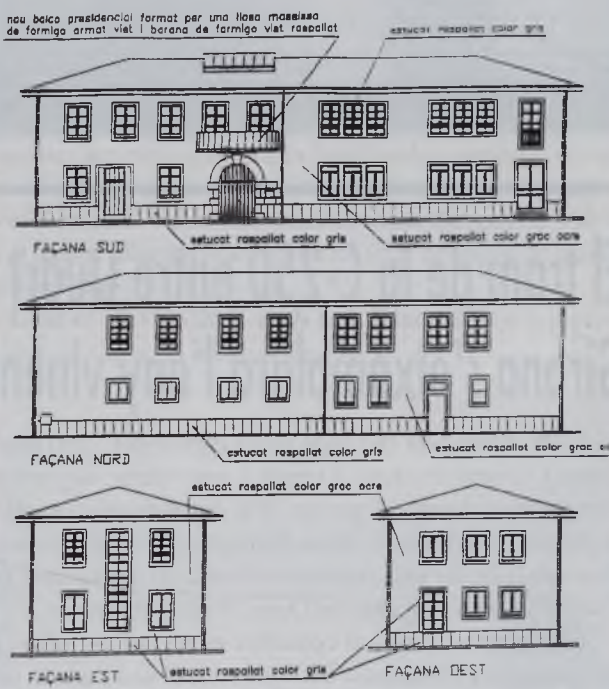 nou balco presidencial format per una llosa massissa
de formigo armat vist i barana de formigo vist raspallat
estucat raspallat color gris
FAÇANA SUD
estucat raspallat color gris
estucat raspallat color groc ocre
FAÇANA NORD
estucat raspallat color gris
estucat raspallat color groc
estucat raspallat color groc ocre
FAÇANA EST
estucat raspallat color gris
FAÇANA OEST